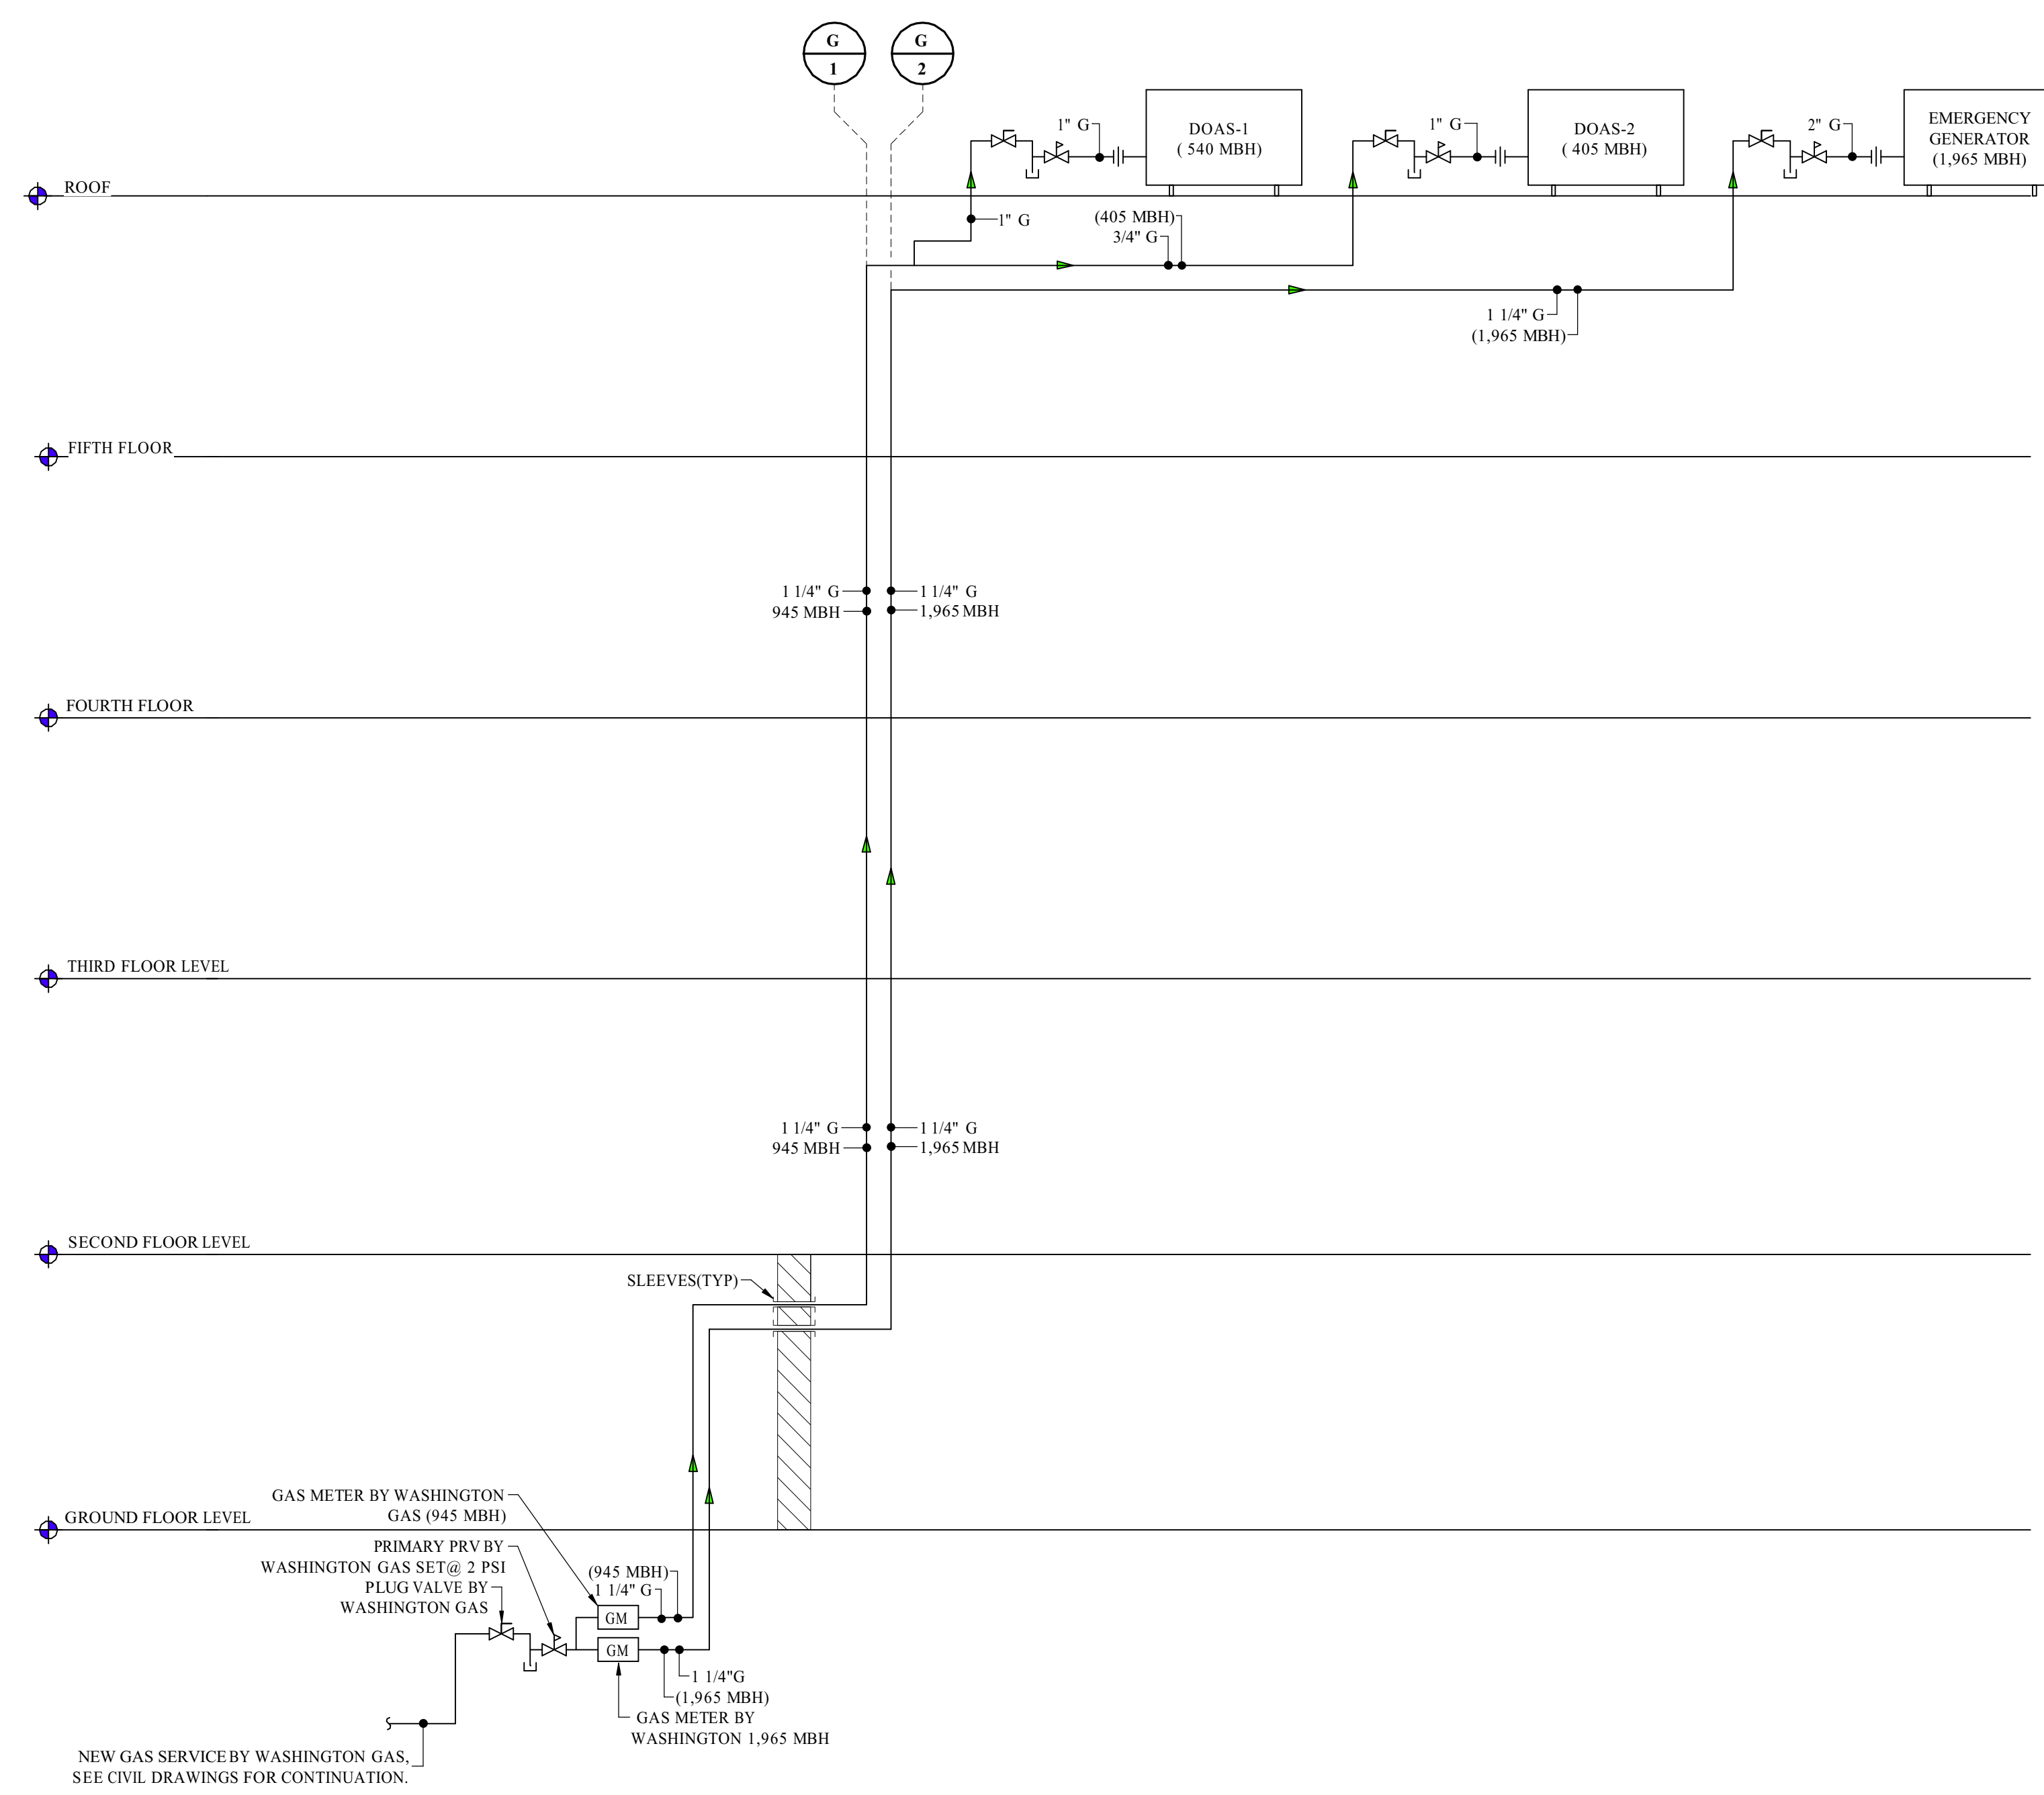 G
1
G
2
1" G
DOAS-1
( 540 MBH)
1" G
DOAS-2
( 405 MBH)
2" G
EMERGENCY
GENERATOR
(1,965 MBH)
ROOF
1" G
(405 MBH)
3/4" G
1 1/4" G
(1,965 MBH)
FIFTH FLOOR
1 1/4" G
945 MBH
1 1/4" G
1,965 MBH
FOURTH FLOOR
THIRD FLOOR LEVEL
1 1/4" G
945 MBH
1 1/4" G
1,965 MBH
SECOND FLOOR LEVEL
SLEEVES(TYP)
GAS METER BY WASHINGTON
GAS (945 MBH)
GROUND FLOOR LEVEL
PRIMARY PRV BY
WASHINGTON GAS SET@ 2 PSI
PLUG VALVE BY
WASHINGTON GAS
(945 MBH)
1 1/4" G
GM
GM
1 1/4"G
(1,965 MBH)
GAS METER BY
WASHINGTON 1,965 MBH
NEW GAS SERVICE BY WASHINGTON GAS,
SEE CIVIL DRAWINGS FOR CONTINUATION.